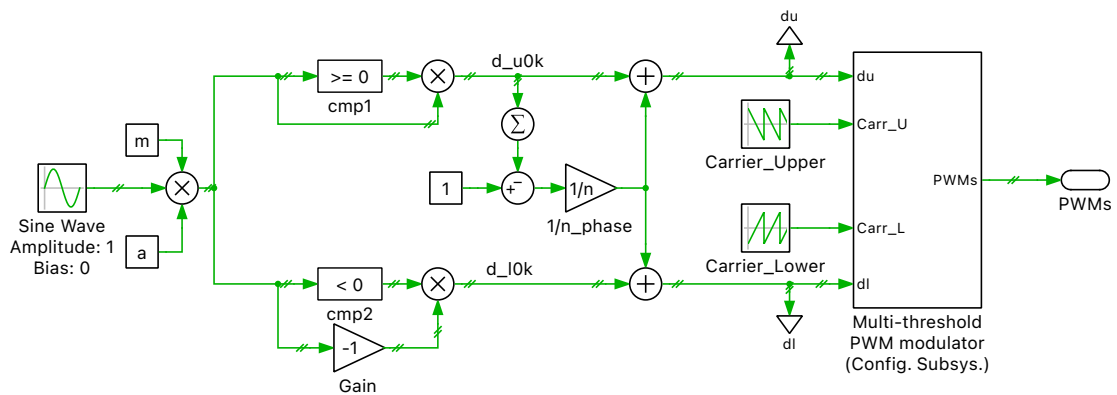 du
>= 0
cmp1
d_u0k
du
Carr_U
Carrier_Upper
m
Σ
1
1/n
1/n_phase
PWMs
PWMs
Sine Wave
Amplitude: 1
Bias: 0
a
Carr_L
Carrier_Lower
< 0
cmp2
d_l0k
dl
-1
Gain
dl
Multi-threshold
PWM modulator
(Config. Subsys.)